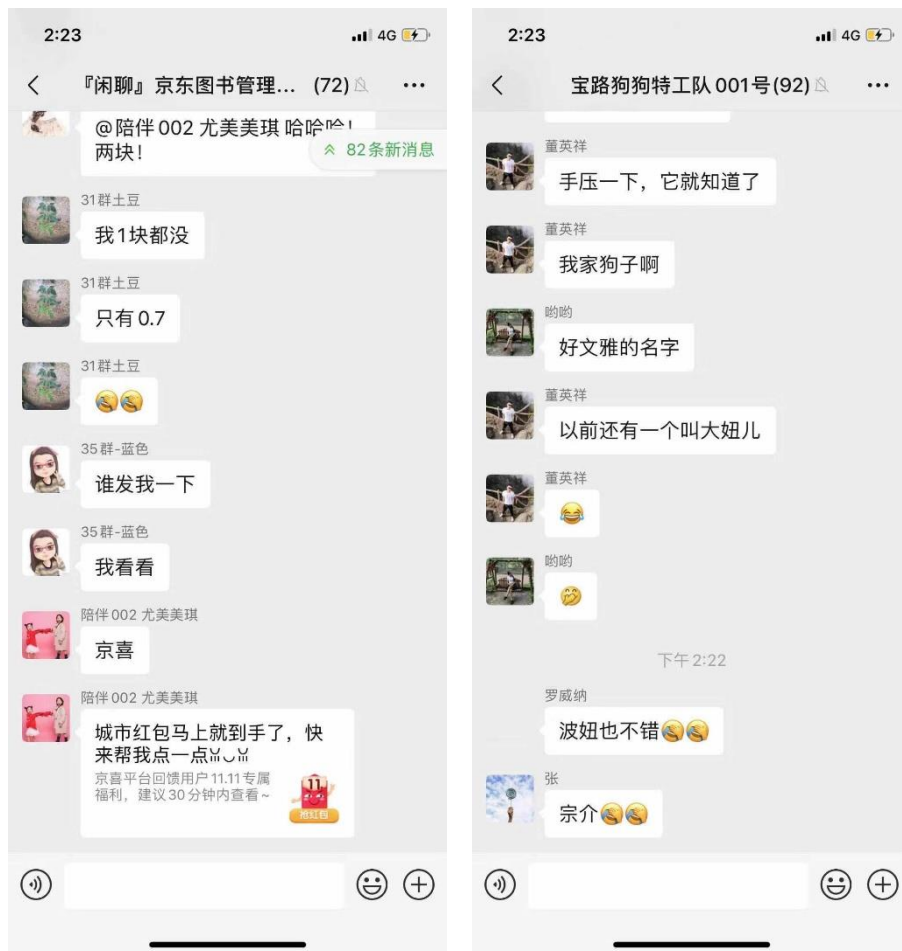 2:23
4G
『闲聊』京东图书管理... (72)
@陪伴002 尤美美琪 哈哈哈!
两块!
82条新消息
31群土豆
我1块都没
31群土豆
只有0.7
31群土豆
35群-蓝色
谁发我一下
35群-蓝色
我看看
陪伴002 尤美美琪
京喜
陪伴002 尤美美琪
城市红包马上就到手了，快
来帮我点一点
京喜平台回馈用户11.11专属
福利，建议30分钟内查看~
11
抢红包
2:23
4G
宝路狗狗特工队001号(92)
董英祥
手压一下，它就知道了
董英祥
我家狗子啊
哟哟
好文雅的名字
董英祥
以前还有一个叫大妞儿
董英祥
哟哟
下午2:22
罗威纳
波妞也不错
张
宗介